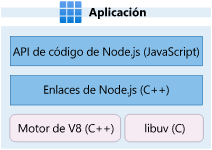 Aplicación
API de código de Node.js (JavaScript)
Enlaces de Node.js (C++)
Motor de V8 (C++)
libuv (C)